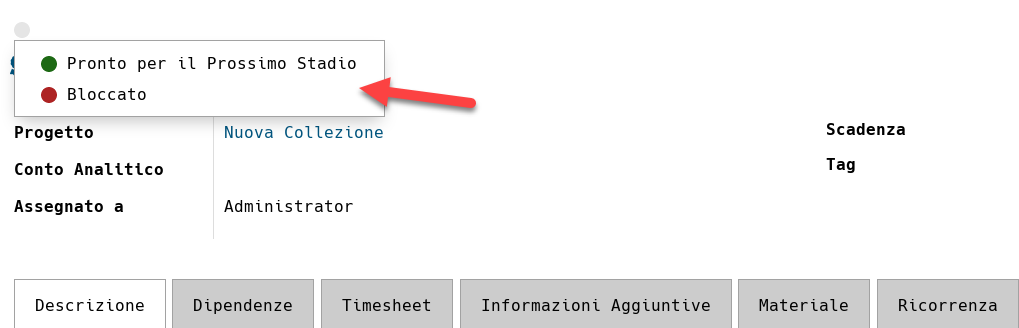 Pronto per il Prossimo Stadio
Bloccato
Progetto Nuova Collezione
Scadenza
Conto Analitico
Tag
Assegnato a Administrator
Descrizione Dipendenze Timesheet Informazioni Aggiuntive Materiale Ricorrenza